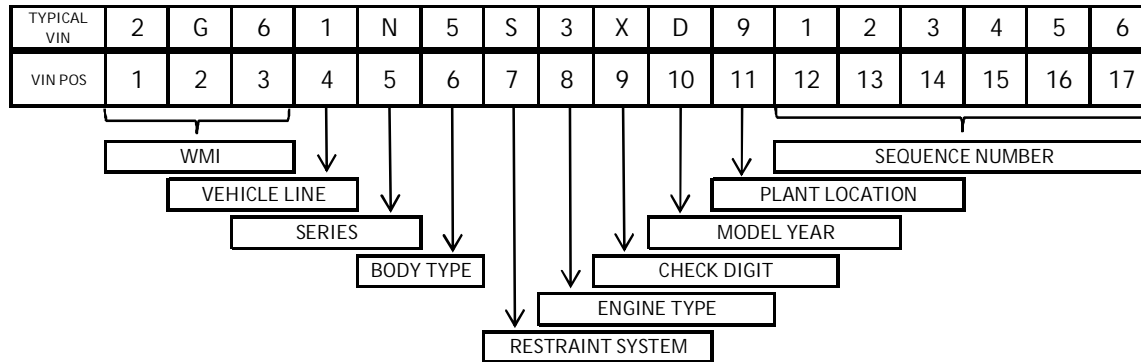 TYPICAL VIN 2 G 6 1 N 5 S 3 X D 9 1 2 3 4 5 6
VIN POS 1 2 3 4 5 6 7 8 9 10 11 12 13 14 15 16 17
WMI SEQUENCE NUMBER
VEHICLE LINE PLANT LOCATION
SERIES MODEL YEAR
BODY TYPE CHECK DIGIT
ENGINE TYPE
RESTRAINT SYSTEM